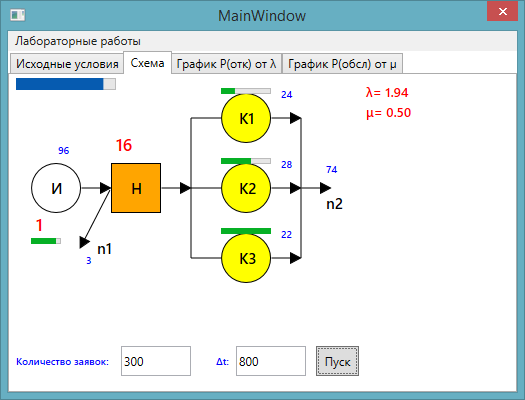 MainWindow
Лабораторные работы
Исходные условия Схема График P(отк) от λ График P(обсл) от μ
24
К1
λ= 1.94
μ= 0.50
96
16
И
Н
28
К2
74
n2
1
n1
3
22
К3
Количество заявок: 300 Δt: 800 Пуск